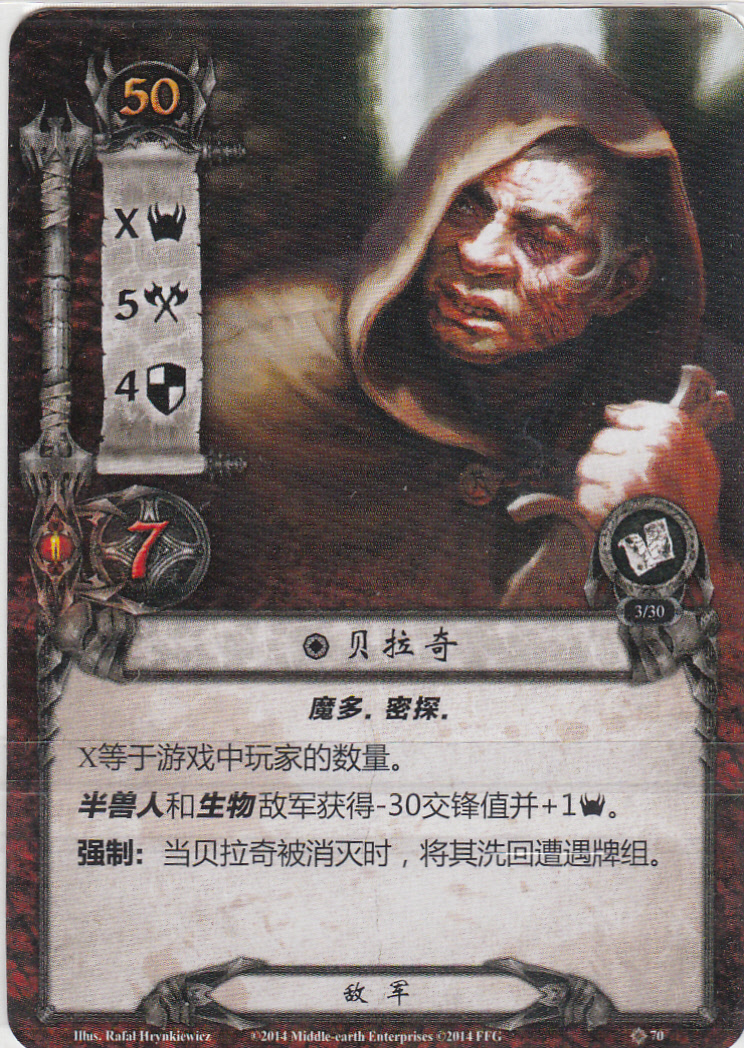 50
X
5
4
7
3/30
贝拉奇
魔多. 密探.
X等于游戏中玩家的数量。
半兽人和生物敌军获得-30交锋值并+1。
强制：当贝拉奇被消灭时，将其洗回遭遇牌组。
敌军
Illus. Rafał Hrynkiewicz ©2014 Middle-earth Enterprises ©2014 FFG 70